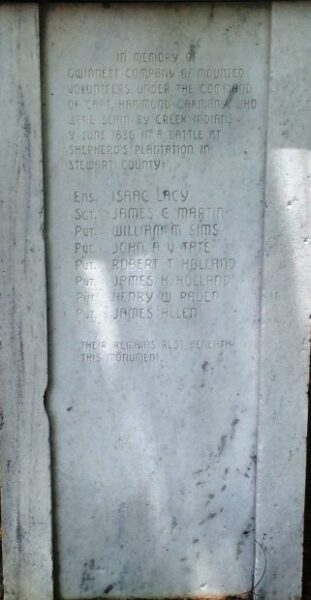 IN MEMORY OF
GWINNETT COMPANY OF MOUNTED
VOLUNTEERS, UNDER THE COMMAND
OF CAPT. HAMMOND GARMANY, WHO
WERE SLAIN BY CREEK INDIANS
9 JUNE 1836 IN A BATTLE AT
SHEPHERD'S PLANTATION IN
STEWART COUNTY:
Ens. ISAAC LACY
Sgt. JAMES C MARTIN
Pvt. WILLIAM M SIMS
Pvt. JOHN A V TATE
Pvt. ROBERT T HOLLAND
Pvt. JAMES H HOLLAND
Pvt. HENRY W PADEN
Pvt. JAMES ALLEN
THEIR REMAINS REST BENEATH
THIS MONUMENT.